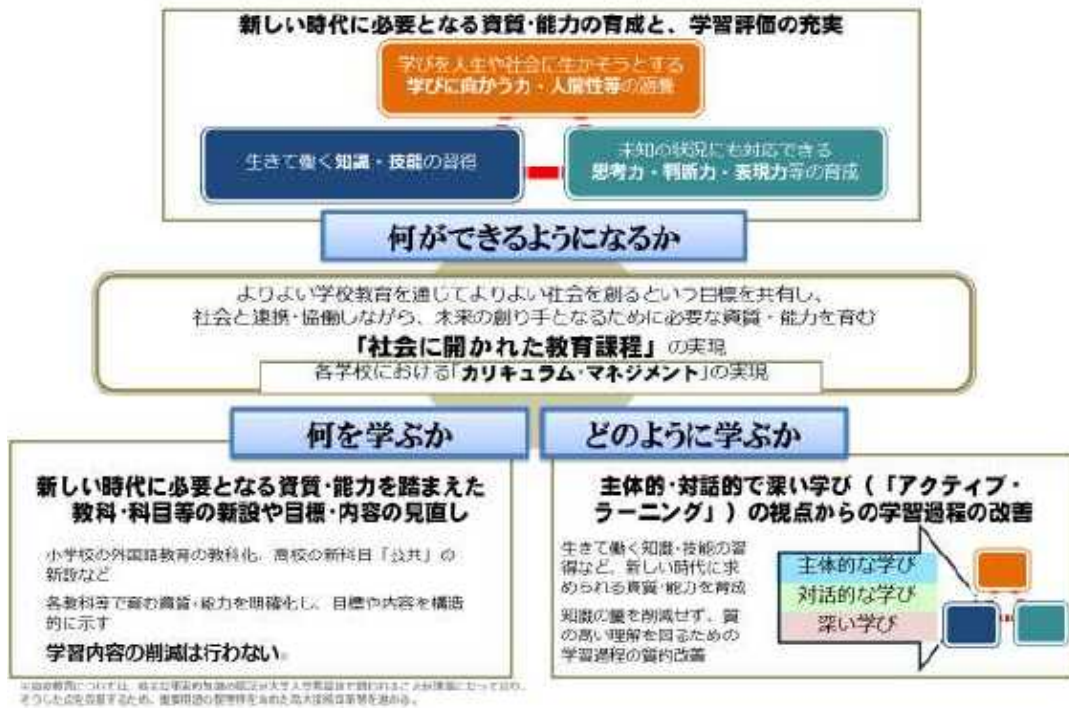 新しい時代に必要となる資質・能力の育成と、学習評価の充実
学びを人生や社会に生かそうとする
学びに向かう力・人間性等の涵養
生きて働く知識・技能の習得
未知の状況にも対応できる
思考力・判断力・表現力等の育成
何ができるようになるか
よりよい学校教育を通じてよりよい社会を創るという目標を共有し、
社会と連携・協働しながら、未来の創り手となるために必要な資質・能力を育む
「社会に開かれた教育課程」の実現
各学校における「カリキュラム・マネジメント」の実現
何を学ぶか
新しい時代に必要となる資質・能力を踏まえた
教科・科目等の新設や目標・内容の見直し
小学校の外国語教育の教科化、高校の新科目「公共」の
新設など
各教科等で育む資質・能力を明確化し、目標や内容を構造
的に示す
学習内容の削減は行わない。
どのように学ぶか
主体的・対話的で深い学び（「アクティブ・
ラーニング」）の視点からの学習過程の改善
生きて働く知識・技能の習
得など、新しい時代に求
められる資質・能力を育成
知識の量を削減せず、質
の高い理解を図るための
学習過程の質的改善
主体的な学び
対話的な学び
深い学び